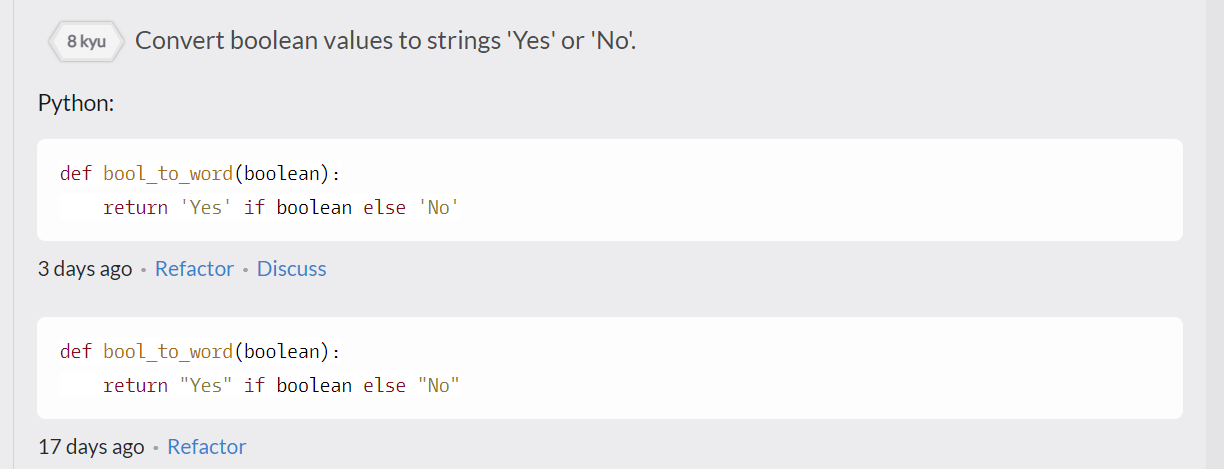 8 kyu Convert boolean values to strings 'Yes' or 'No'.
Python:
def bool_to_word(boolean):
    return 'Yes' if boolean else 'No'
3 days ago • Refactor • Discuss
def bool_to_word(boolean):
    return "Yes" if boolean else "No"
17 days ago • Refactor